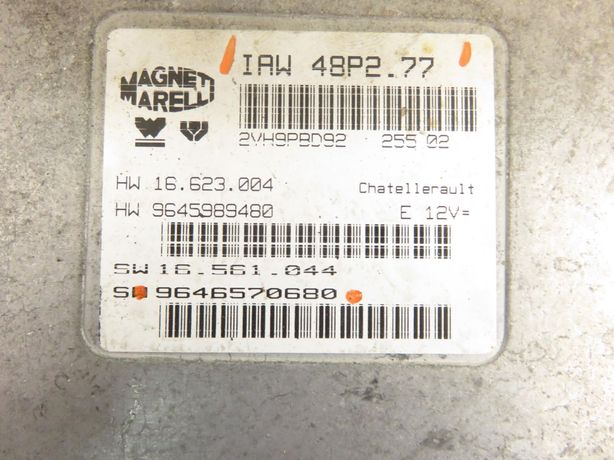 MAGNETI
MARELLI
IAW 48P2.77
2VH9PBD92 255 02
HW 16.623.004 Chatellerault
HW 9645989480 E 12V=
SW 16.561.044
SW 9646570680